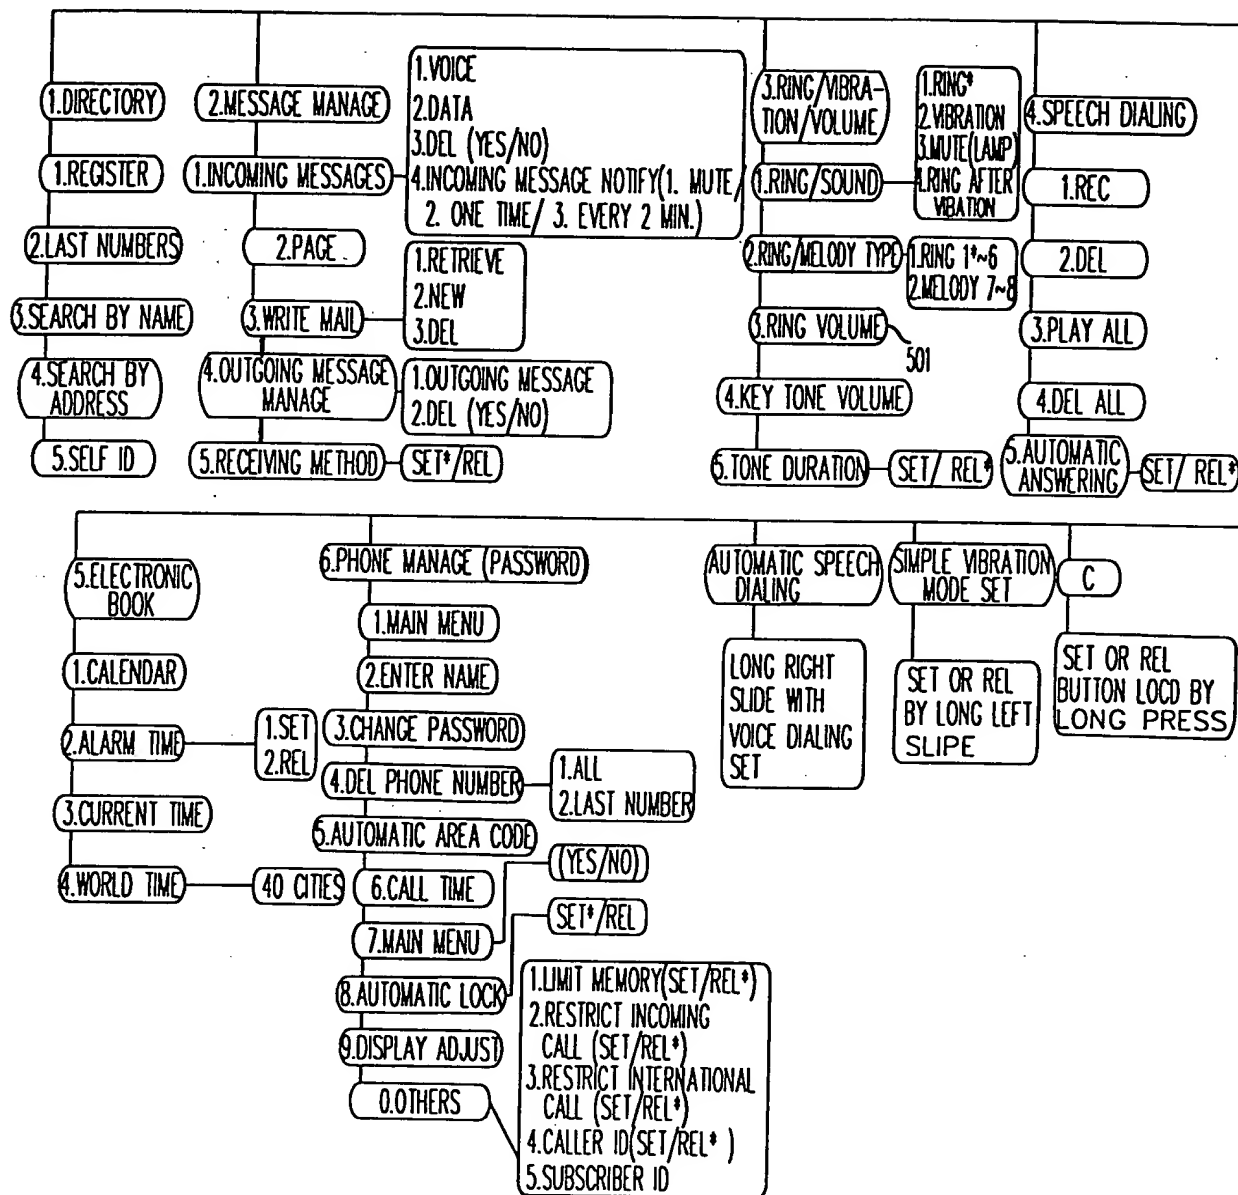 1.DIRECTORY
1.REGISTER
2.LAST NUMBERS
3.SEARCH BY NAME
4.SEARCH BY
ADDRESS
5.SELF ID
2.MESSAGE MANAGE
1.INCOMING MESSAGES
1.VOICE
2.DATA
3.DEL (YES/NO)
4.INCOMING MESSAGE NOTIFY(1. MUTE/
2. ONE TIME/ 3. EVERY 2 MIN.)
2.PAGE
3.WRITE MAIL
1.RETRIEVE
2.NEW
3.DEL
4.OUTGOING MESSAGE
MANAGE
1.OUTGOING MESSAGE
2.DEL (YES/NO)
5.RECEIVING METHOD
SET*/REL
3.RING/VIBRA-
TION/VOLUME
1.RING/SOUND
1.RING*
2.VIBRATION
3.MUTE(LAMP)
4.RING AFTER
VIBATION
2.RING/MELODY TYPE
1.RING 1*~6
2.MELODY 7~8
3.RING VOLUME
501
4.KEY TONE VOLUME
5.TONE DURATION
SET/ REL*
4.SPEECH DIALING
1.REC
2.DEL
3.PLAY ALL
4.DEL ALL
5.AUTOMATIC
ANSWERING
SET/ REL*
5.ELECTRONIC
BOOK
1.CALENDAR
2.ALARM TIME
1.SET
2.REL
3.CURRENT TIME
4.WORLD TIME
40 CITIES
6.PHONE MANAGE (PASSWORD)
1.MAIN MENU
2.ENTER NAME
3.CHANGE PASSWORD
4.DEL PHONE NUMBER
1.ALL
2.LAST NUMBER
5.AUTOMATIC AREA CODE
6.CALL TIME
7.MAIN MENU
(YES/NO)
8.AUTOMATIC LOCK
SET*/REL
9.DISPLAY ADJUST
0.OTHERS
1.LIMIT MEMORY(SET/REL*)
2.RESTRICT INCOMING
CALL (SET/REL*)
3.RESTRICT INTERNATIONAL
CALL (SET/REL*)
4.CALLER ID(SET/REL* )
5.SUBSCRIBER ID
AUTOMATIC SPEECH
DIALING
LONG RIGHT
SLIDE WITH
VOICE DIALING
SET
SIMPLE VIBRATION
MODE SET
SET OR REL
BY LONG LEFT
SLIPE
C
SET OR REL
BUTTON LOCD BY
LONG PRESS